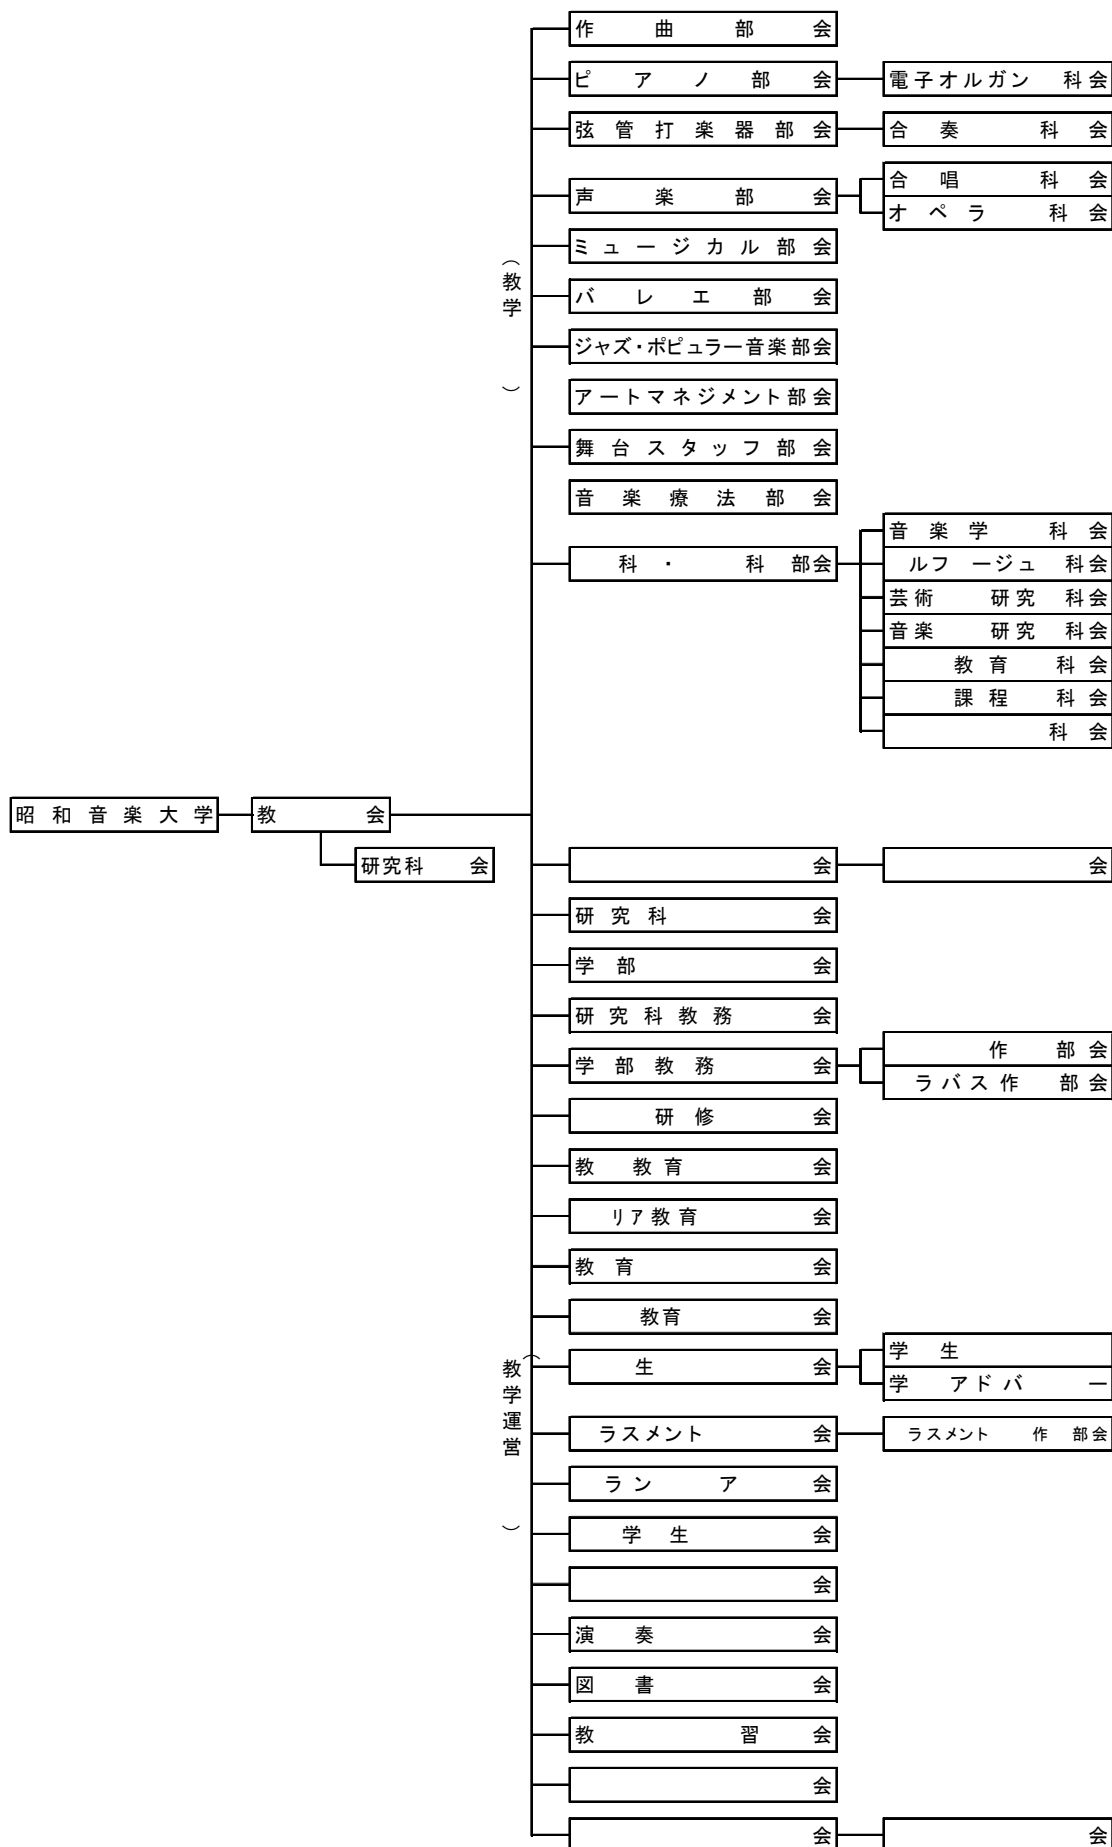 作曲部会
ピアノ部会
電子オルガン 科会
弦管打楽器部会
合奏 科会
声楽部会
合唱 科会
オペラ 科会
ミュージカル部会
(教学 )
バレエ部会
ジャズ・ポピュラー音楽部会
アートマネジメント部会
舞台スタッフ部会
音楽療法部会
科・ 科部会
音楽学 科会
ルフ ージュ 科会
芸術 研究 科会
音楽 研究 科会
教育 科会
課程 科会
科会
昭和音楽大学
教 会
研究科 会
会
会
研究科 会
学部 会
研究科教務 会
学部教務 会
作 部会
ラバス作 部会
研修 会
教 教育 会
リア教育 会
教育 会
教育 会
(教学運営 )
生 会
学生
学 アドバ ー
ラスメント 会
ラスメント 作 部会
ラン ア 会
学生 会
会
演奏 会
図書 会
教 習会
会
会
会